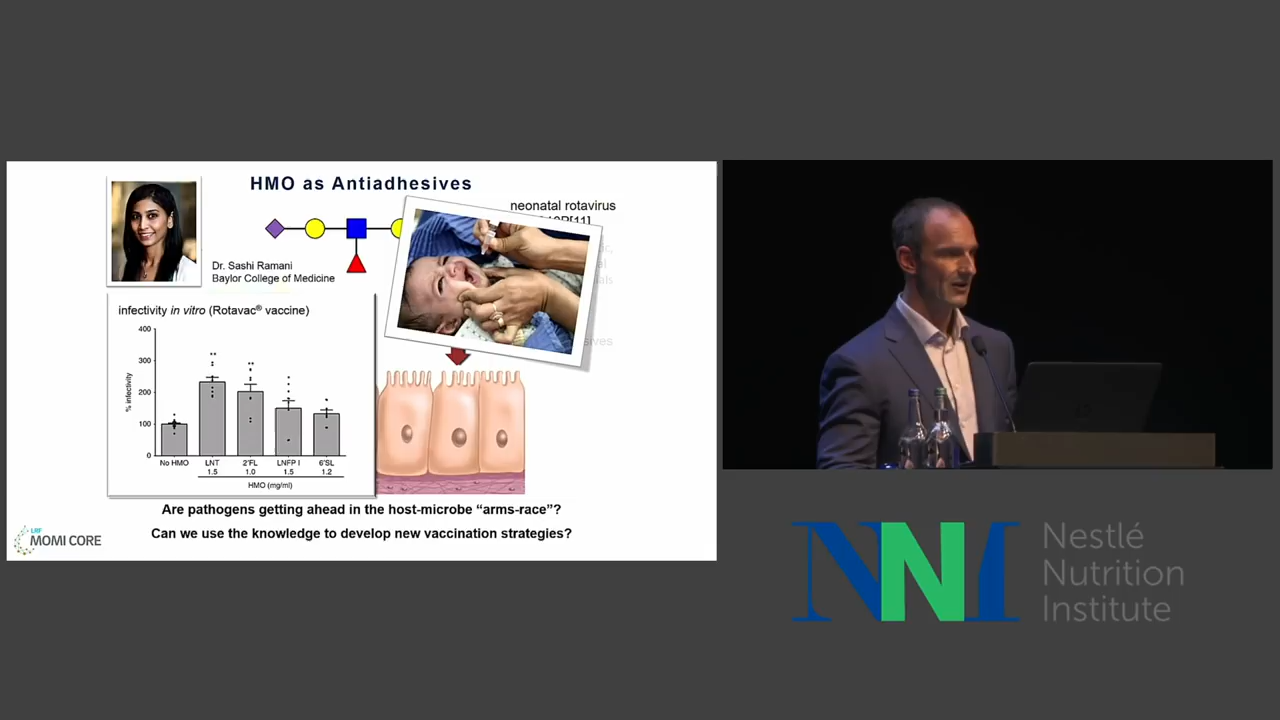 HMO as Antiadhesives
neonatal rotavirus
Dr. Sashi Ramani
Baylor College of Medicine
infectivity in vitro (Rotavac® vaccine)
400
300
200
100
0
% infectivity
** **
No HMO LNT 2'FL LNFP I 6'SL
1.5 1.0 1.5 1.2
HMO (mg/ml)
Are pathogens getting ahead in the host-microbe “arms-race”?
Can we use the knowledge to develop new vaccination strategies?
LRF
MOMI CORE
NNI
Nestlé
Nutrition
Institute